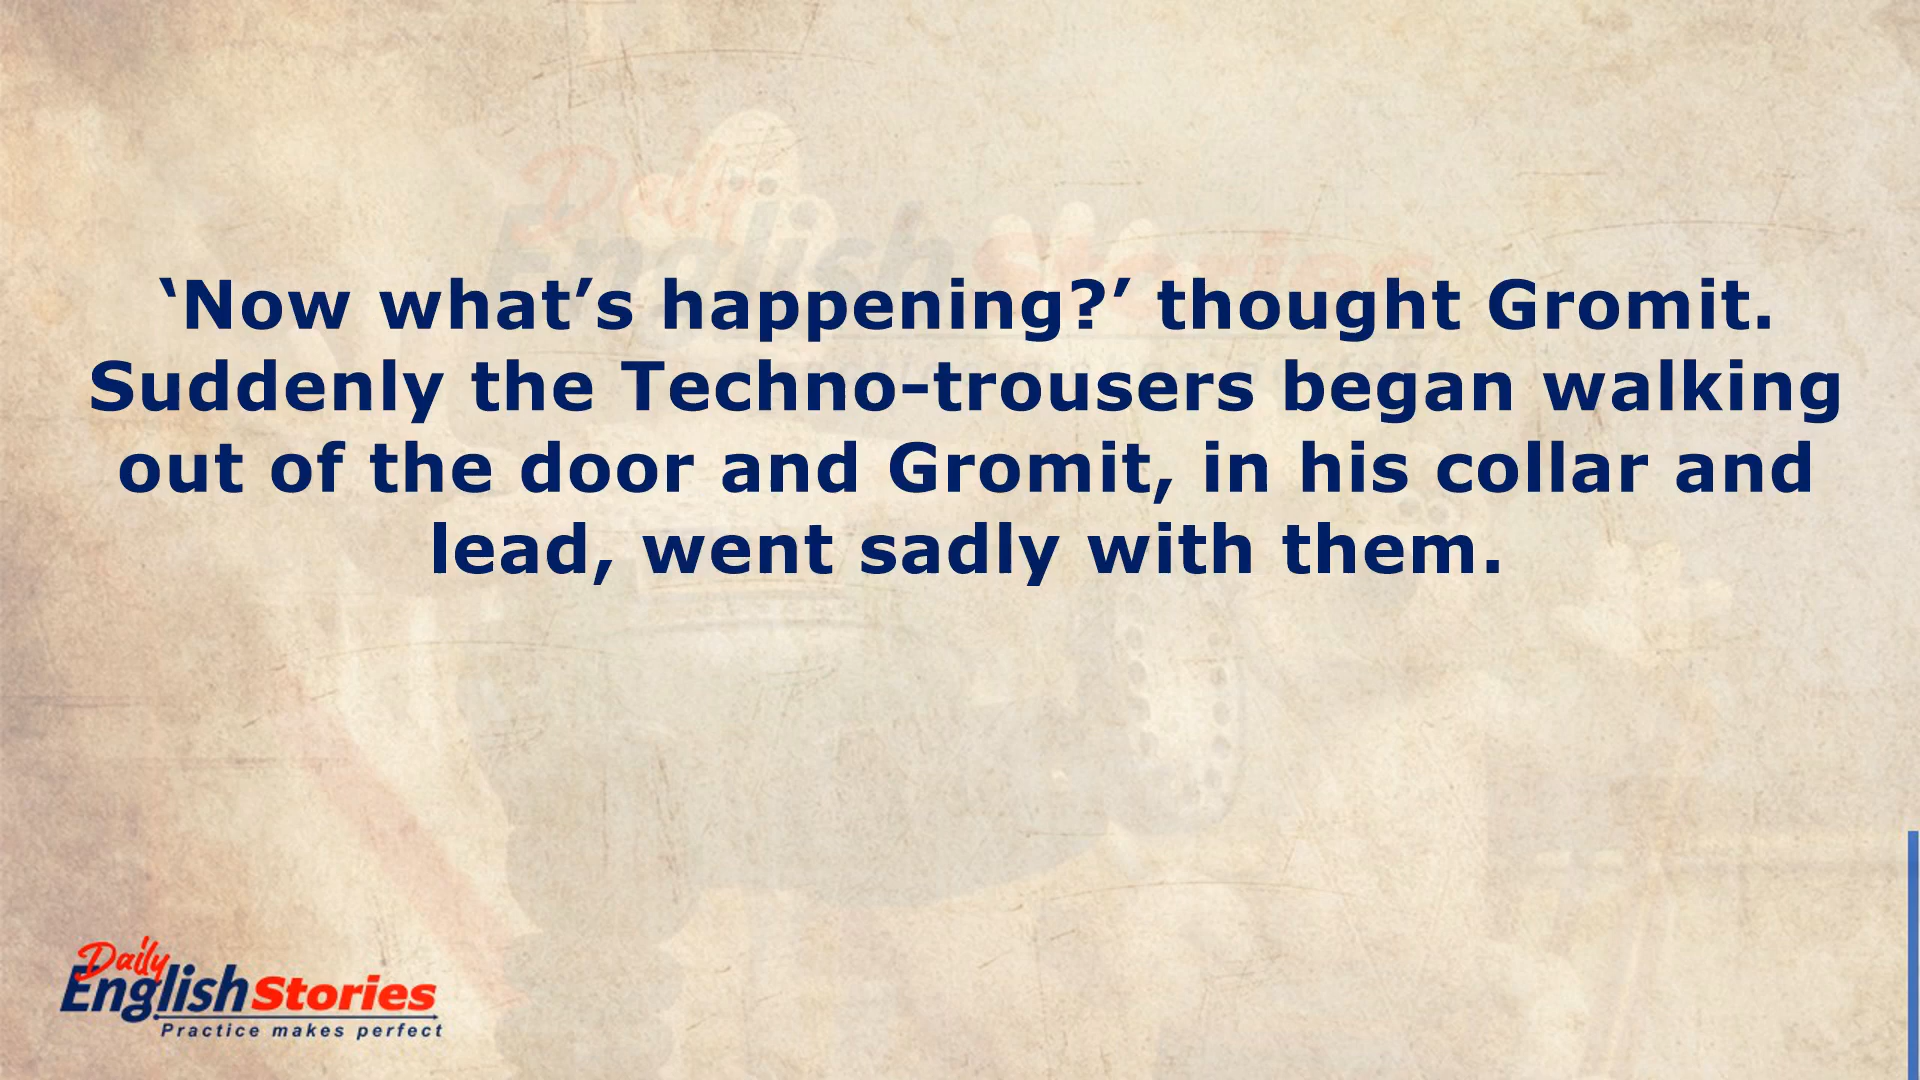 ‘Now what’s happening?’ thought Gromit.
Suddenly the Techno-trousers began walking
out of the door and Gromit, in his collar and
lead, went sadly with them.
Daily
English Stories
Practice makes perfect